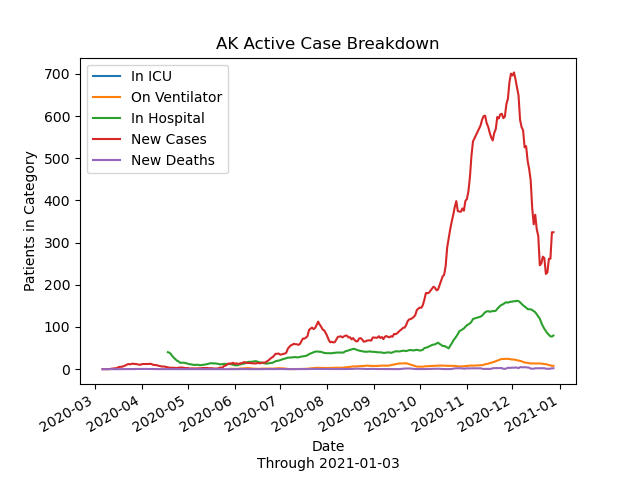 AK Active Case Breakdown
In ICU
On Ventilator
In Hospital
New Cases
New Deaths
Patients in Category
700
600
500
400
300
200
100
0
2020-03
2020-04
2020-05
2020-06
2020-07
2020-08
2020-09
2020-10
2020-11
2020-12
2021-01
Date
Through 2021-01-03